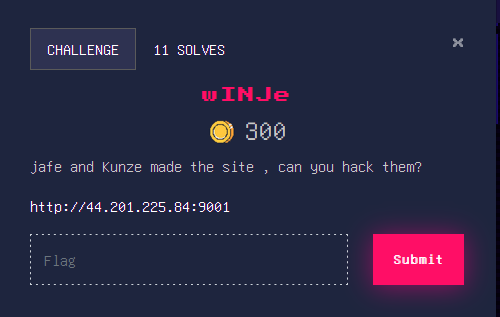 CHALLENGE
11 SOLVES
×
wINJe
300
jafe and Kunze made the site , can you hack them?
http://44.201.225.84:9001
Flag
Submit